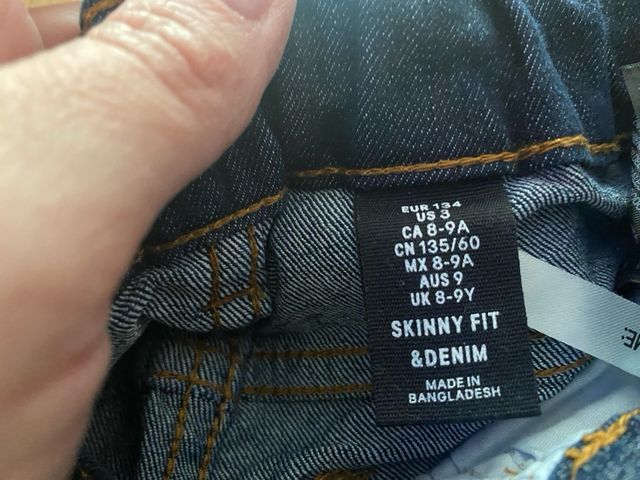 EUR 134
US 3
CA 8-9A
CN 135/60
MX 8-9A
AUS 9
UK 8-9Y
SKINNY FIT
&DENIM
MADE IN
BANGLADESH